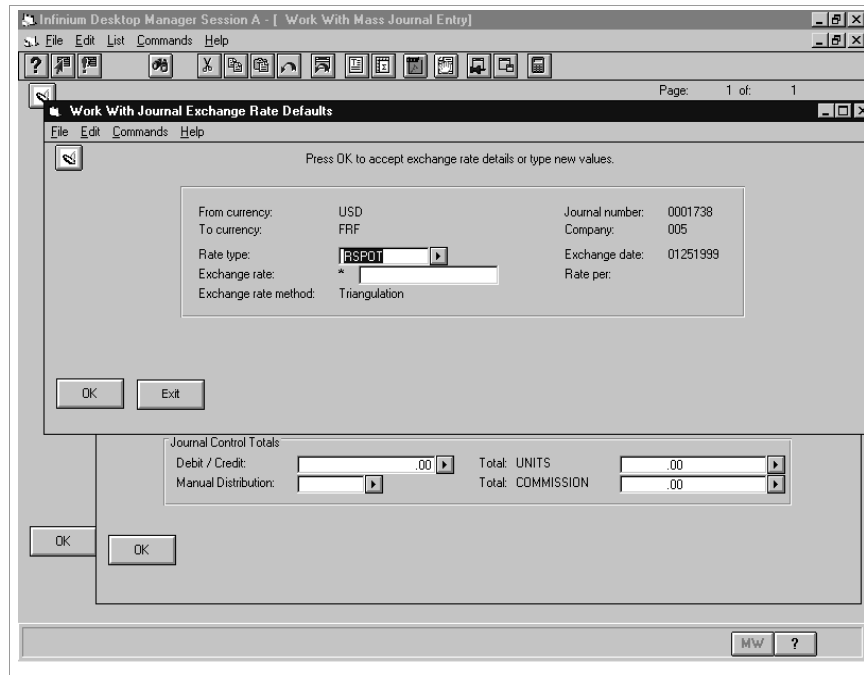 Infinium Desktop Manager Session A - [ Work With Mass Journal Entry]
File Edit List Commands Help
?
Page: 1 of: 1
Work With Journal Exchange Rate Defaults
File Edit Commands Help
Press OK to accept exchange rate details or type new values.
From currency: USD Journal number: 0001738
To currency: FRF Company: 005
Rate type: RSPOT Exchange date: 01251999
Exchange rate: * Rate per:
Exchange rate method: Triangulation
OK Exit
Journal Control Totals
Debit / Credit: .00 Total: UNITS .00
Manual Distribution: Total: COMMISSION .00
OK
OK
MW ?